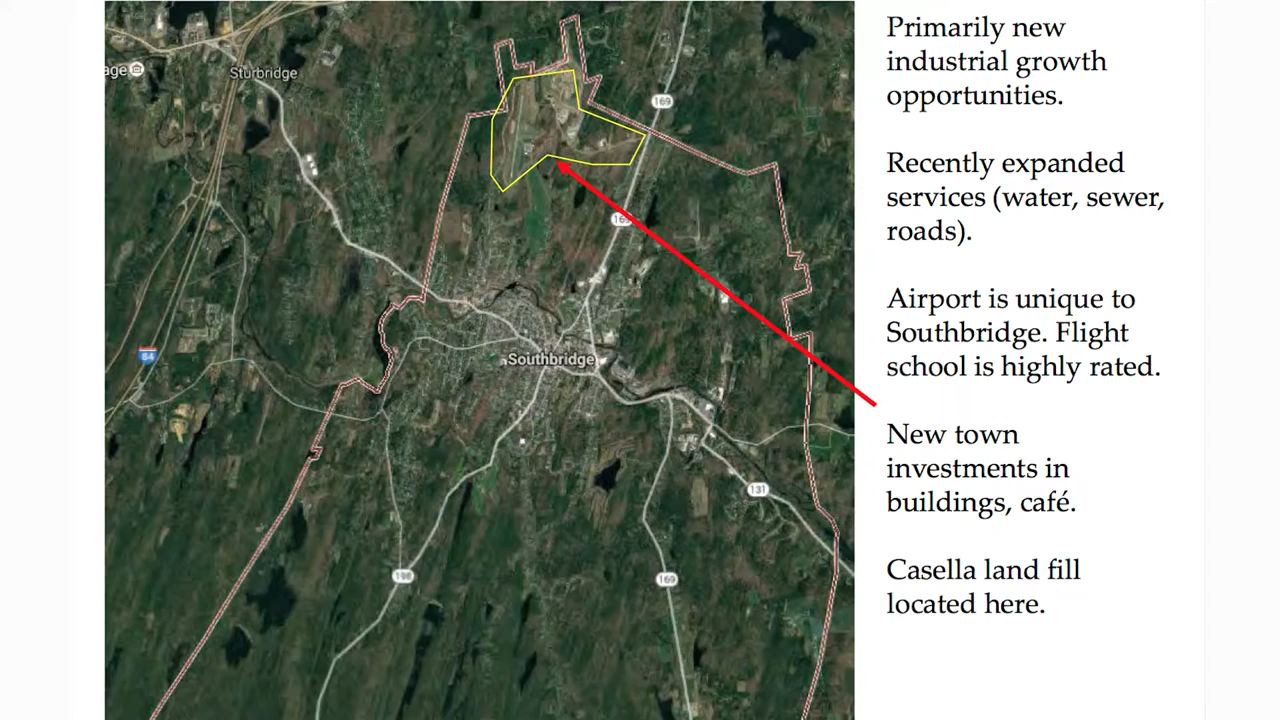 Primarily new
industrial growth
opportunities.
Recently expanded
services (water, sewer,
roads).
Airport is unique to
Southbridge. Flight
school is highly rated.
New town
investments in
buildings, café.
Casella land fill
located here.
age
Sturbridge
169
169
84
Southbridge
131
198
169